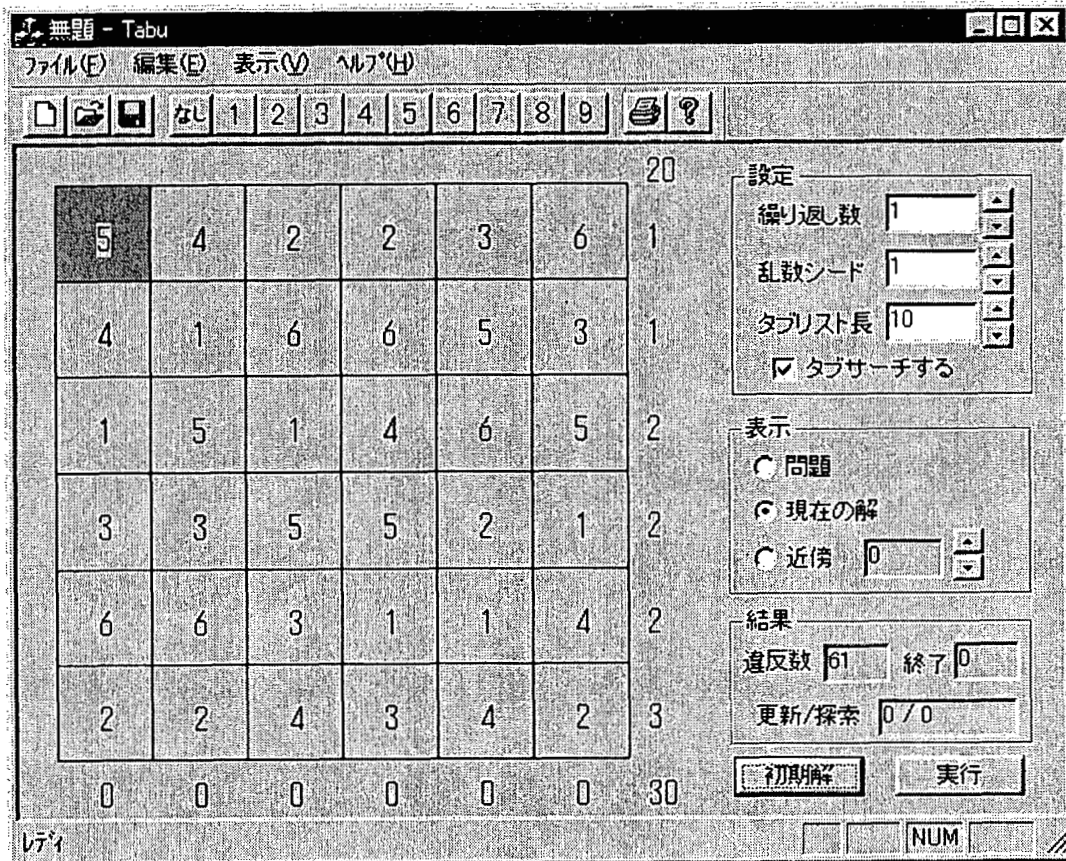 無題 - Tabu
ファイル(F) 編集(E) 表示(V) ヘルプ(H)
なし 1 2 3 4 5 6 7 8 9
20
5 4 2 2 3 6 1
4 1 6 6 5 3 1
1 5 1 4 6 5 2
3 3 5 5 2 1 2
6 6 3 1 1 4 2
2 2 4 3 4 2 3
0 0 0 0 0 0 30
設定
繰り返し数 1
乱数シード 1
タブリスト長 10
タブサーチする
表示
問題
現在の解
近傍 0
結果
違反数 61 終了 0
更新/探索 0 / 0
初期解 実行
レディ NUM